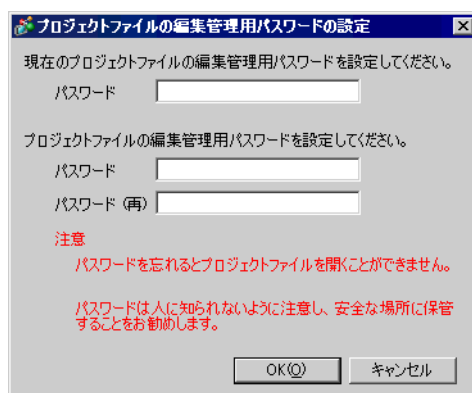 プロジェクトファイルの編集管理用パスワードの設定
現在のプロジェクトファイルの編集管理用パスワードを設定してください。
パスワード
プロジェクトファイルの編集管理用パスワードを設定してください。
パスワード
パスワード（再）
注意
パスワードを忘れるとプロジェクトファイルを開くことができません。
パスワードは人に知られないように注意し、安全な場所に保管
することをお勧めします。
OK(O) キャンセル